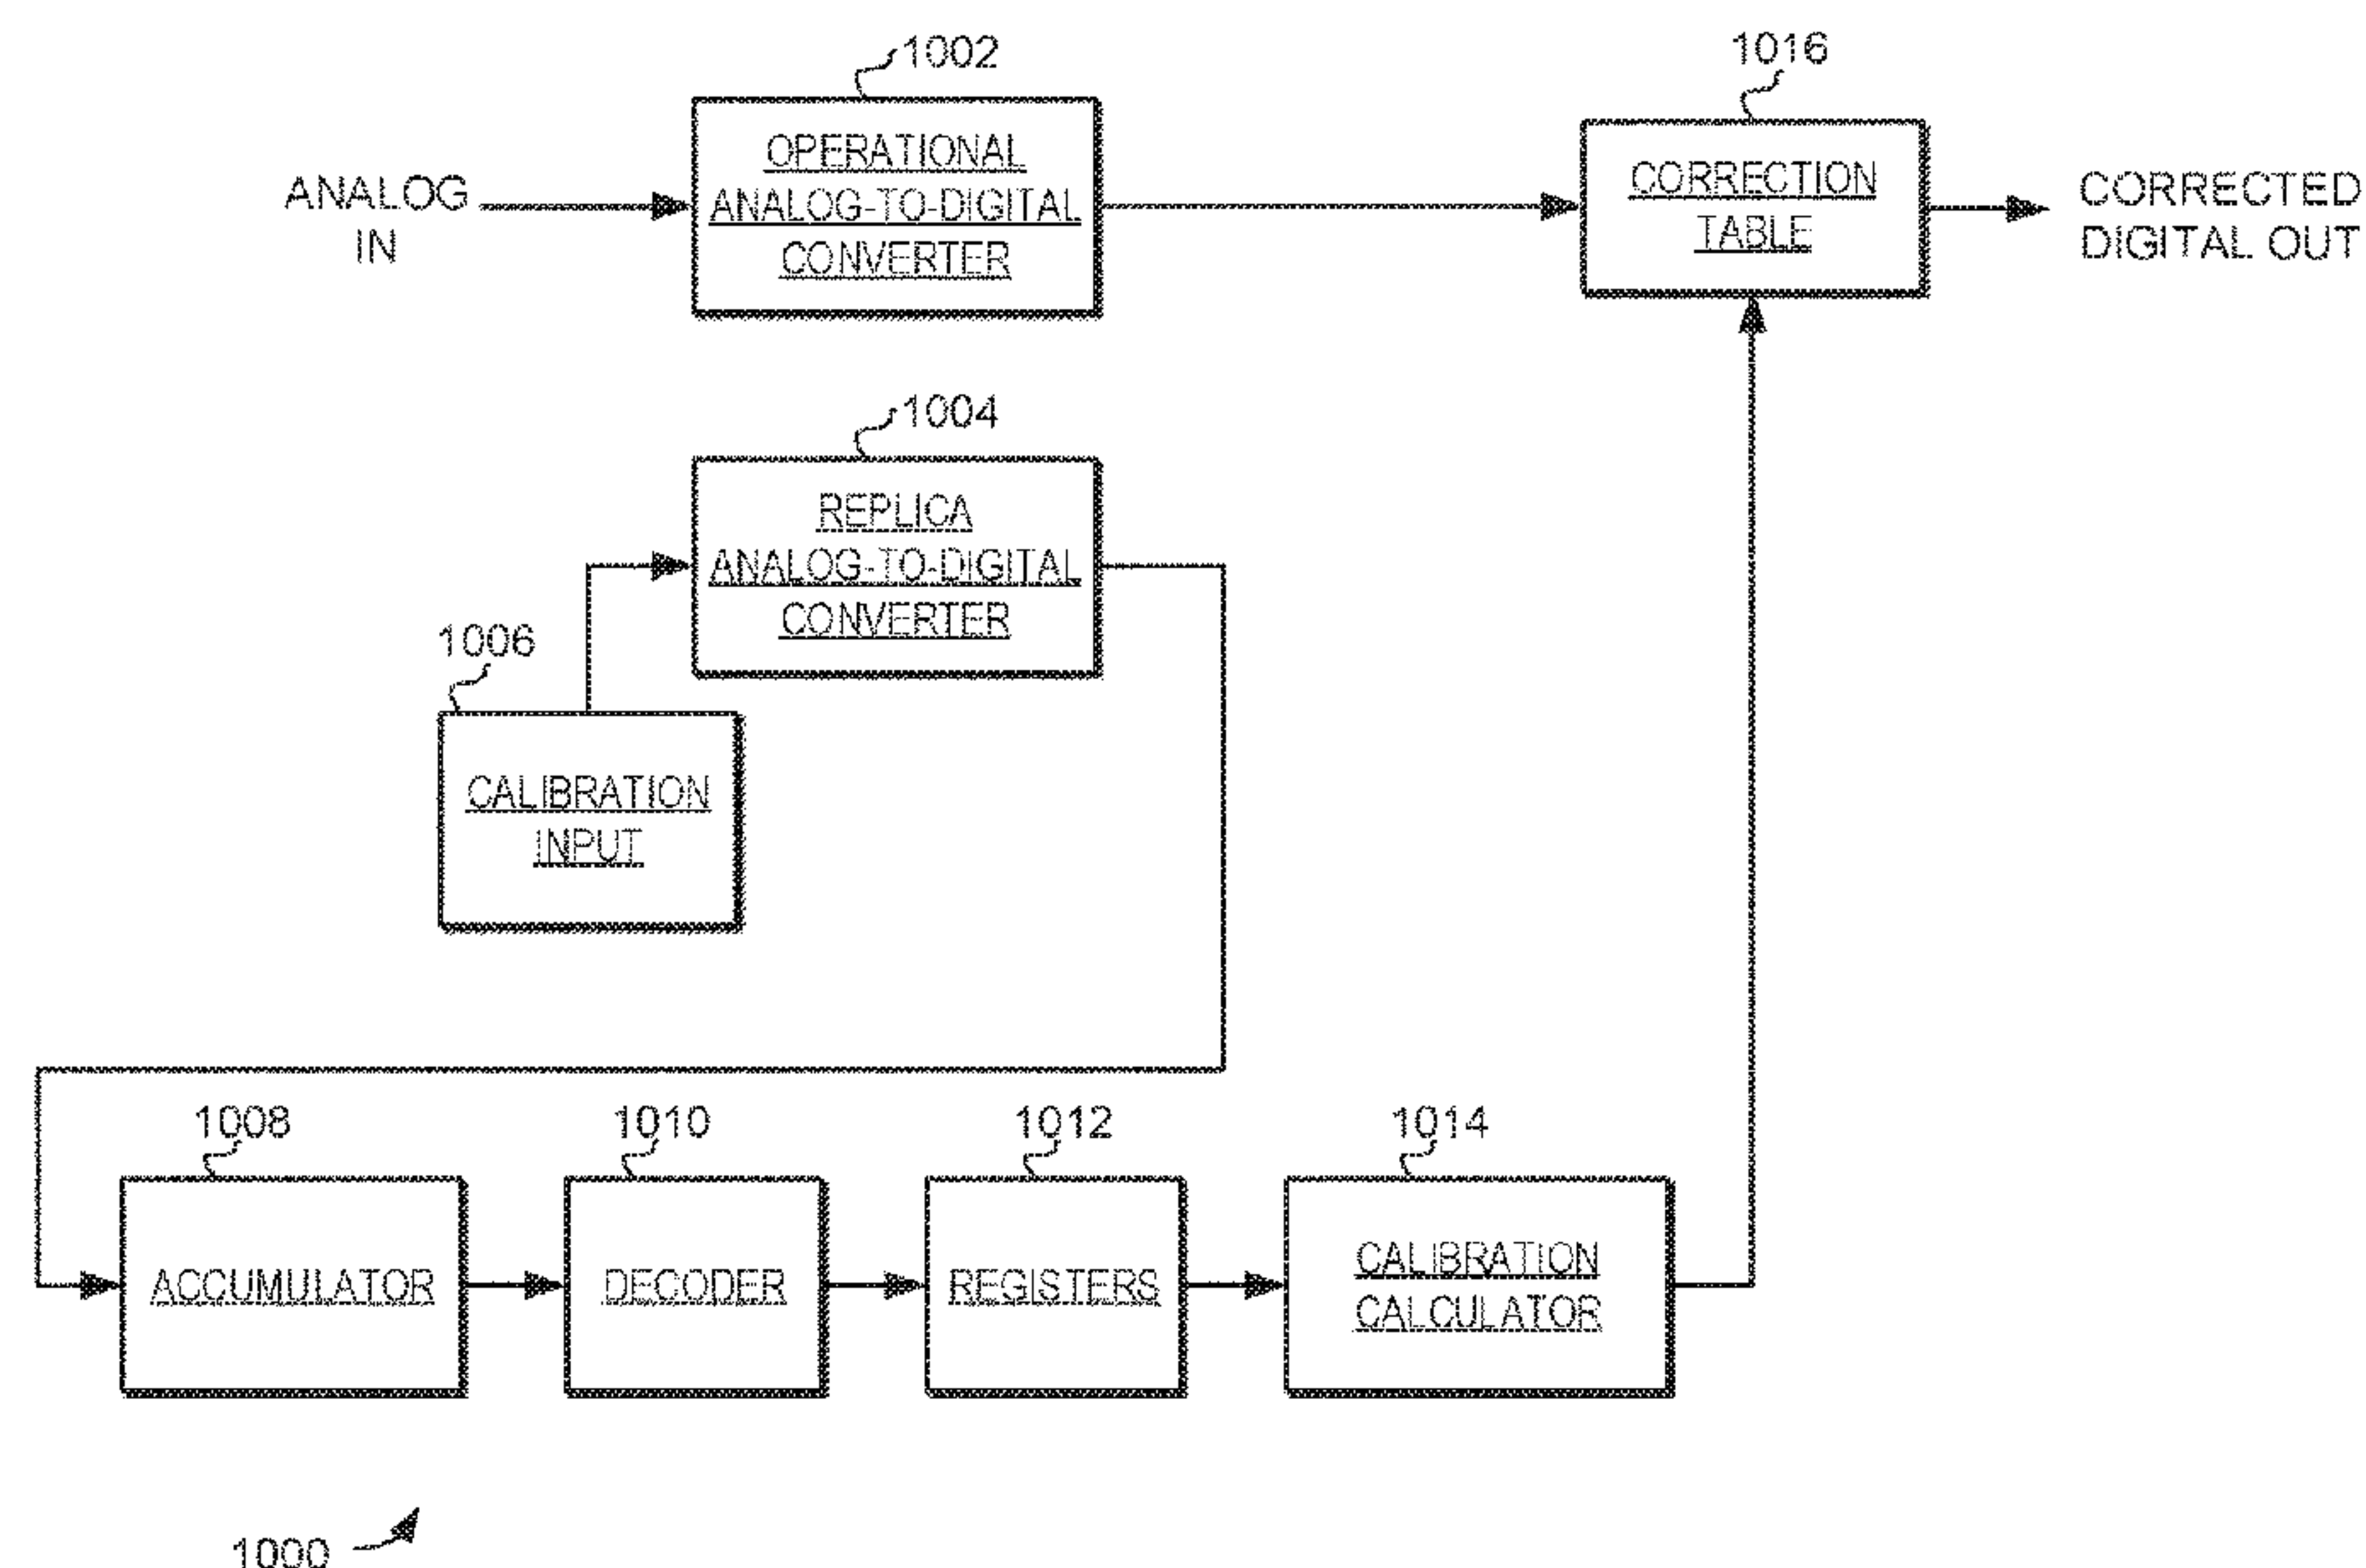 1002
OPERATIONAL
ANALOG-TO-DIGITAL
CONVERTER
ANALOG
IN
1016
CORRECTION
TABLE
CORRECTED
DIGITAL OUT
1004
REPLICA
ANALOG-TO-DIGITAL
CONVERTER
1006
CALIBRATION
INPUT
1008
ACCUMULATOR
1010
DECODER
1012
REGISTERS
1014
CALIBRATION
CALCULATOR
1000